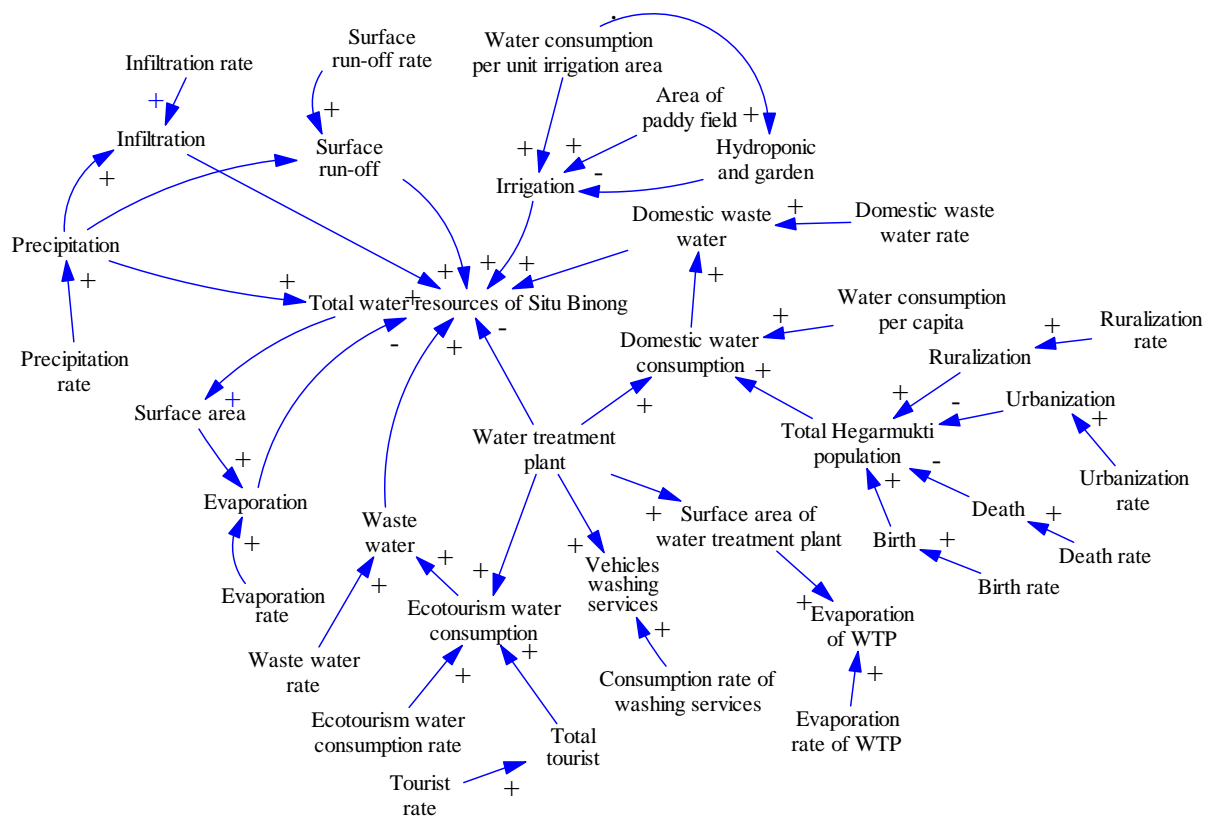 Surface
run-off rate
Water consumption
per unit irrigation area
Infiltration rate
+
+
Area of
paddy field
+
Infiltration
Surface
run-off
Hydroponic
and garden
+
+
+
-
Irrigation
Domestic waste
water
+
Domestic waste
water rate
Precipitation
+
+
+
+
+
+
+
Total water resources of Situ Binong
+
Water consumption
per capita
+
Precipitation
rate
-
+
-
Domestic water
consumption
+
Ruralization
rate
+
Ruralization
Surface area
+
+
+
-
Urbanization
+
Water treatment
plant
Total Hegarmukti
population
+
-
Urbanization
rate
+
Evaporation
+
Waste
water
+
Surface area of
water treatment plant
Death
+
Death rate
Birth
+
Birth rate
Evaporation
rate
+
+
+
+
Vehicles
washing
services
Ecotourism water
consumption
+
Evaporation
of WTP
Waste water
rate
+
+
+
+
Consumption rate of
washing services
Ecotourism water
consumption rate
Total
tourist
Evaporation
rate of WTP
Tourist
rate
+